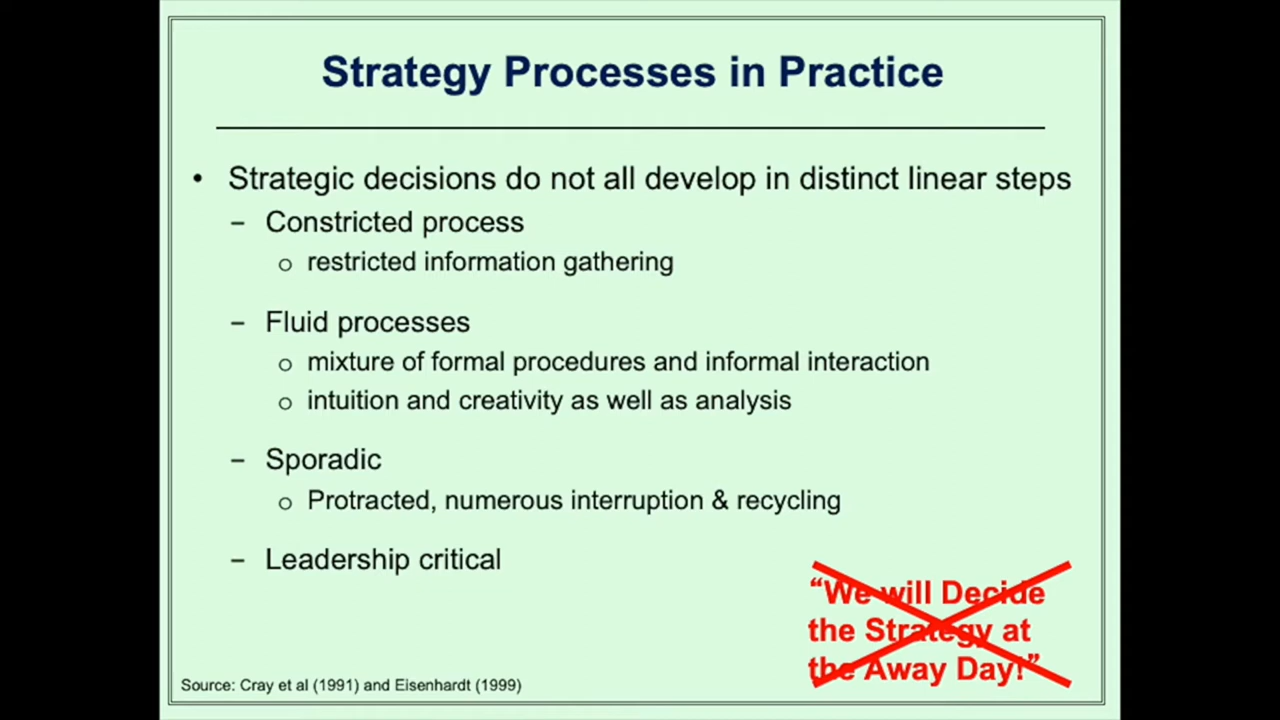 Strategy Processes in Practice
• Strategic decisions do not all develop in distinct linear steps
– Constricted process
o restricted information gathering
– Fluid processes
o mixture of formal procedures and informal interaction
o intuition and creativity as well as analysis
– Sporadic
o Protracted, numerous interruption & recycling
– Leadership critical
“We will Decide
the Strategy at
the Away Day!”
Source: Cray et al (1991) and Eisenhardt (1999)